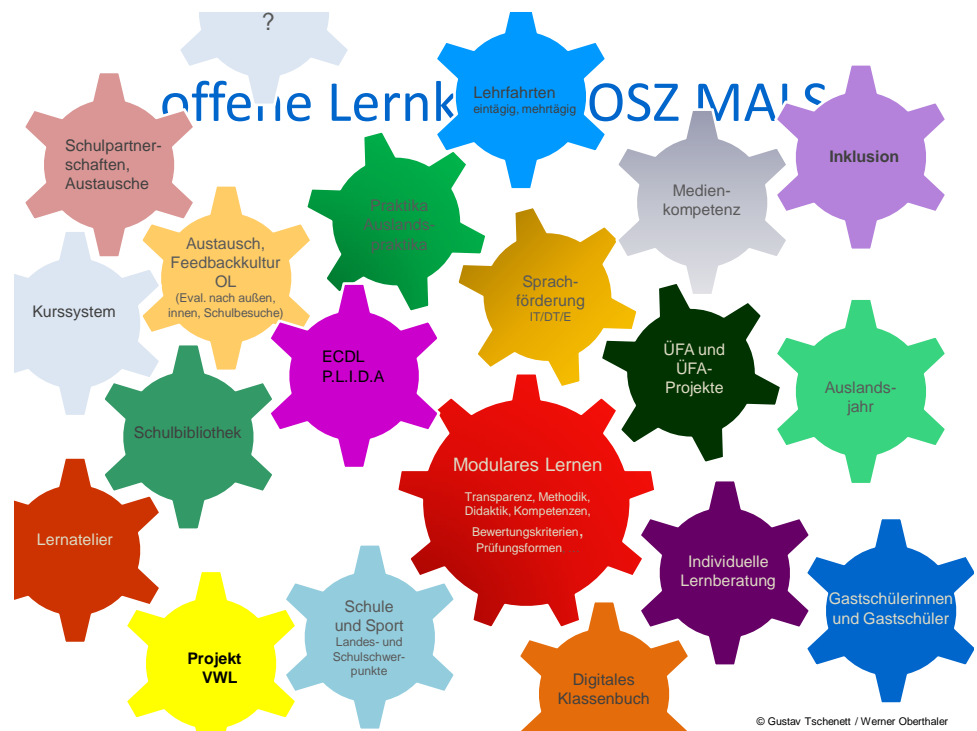 ?
offene Lernk OSZ MALS
Lehrfahrten
eintägig, mehrtägig
Schulpartner-
schaften,
Austausche
Inklusion
Medien-
kompetenz
Praktika
Auslands-
praktika
Austausch,
Feedbackkultur
OL
(Eval. nach außen,
innen, Schulbesuche)
Sprach-
förderung
IT/DT/E
Kurssystem
ECDL
P.L.I.D.A
ÜFA und
ÜFA-
Projekte
Auslands-
jahr
Schulbibliothek
Modulares Lernen
Transparenz, Methodik,
Didaktik, Kompetenzen,
Bewertungskriterien,
Prüfungsformen
Lernatelier
Individuelle
Lernberatung
Gastschülerinnen
und Gastschüler
Schule
und Sport
Landes- und
Schulschwer-
punkte
Projekt
VWL
Digitales
Klassenbuch
© Gustav Tschenett / Werner Oberthaler